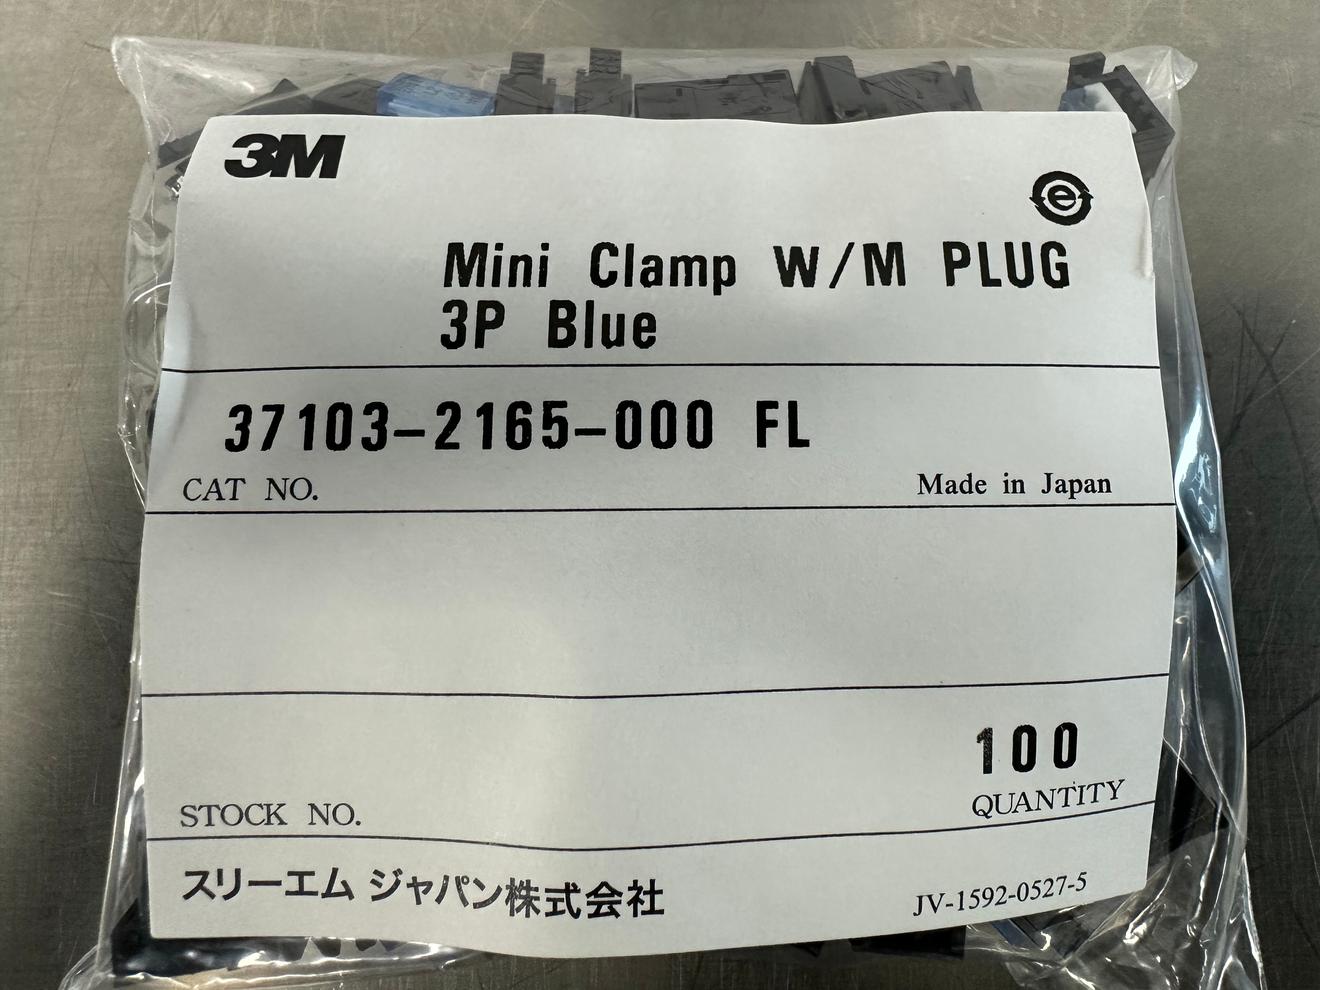 3M
e
Mini Clamp W/M PLUG
3P Blue
37103-2165-000 FL
CAT NO.
Made in Japan
100
STOCK NO.
QUANTITY
スリーエム ジャパン株式会社
JV-1592-0527-5